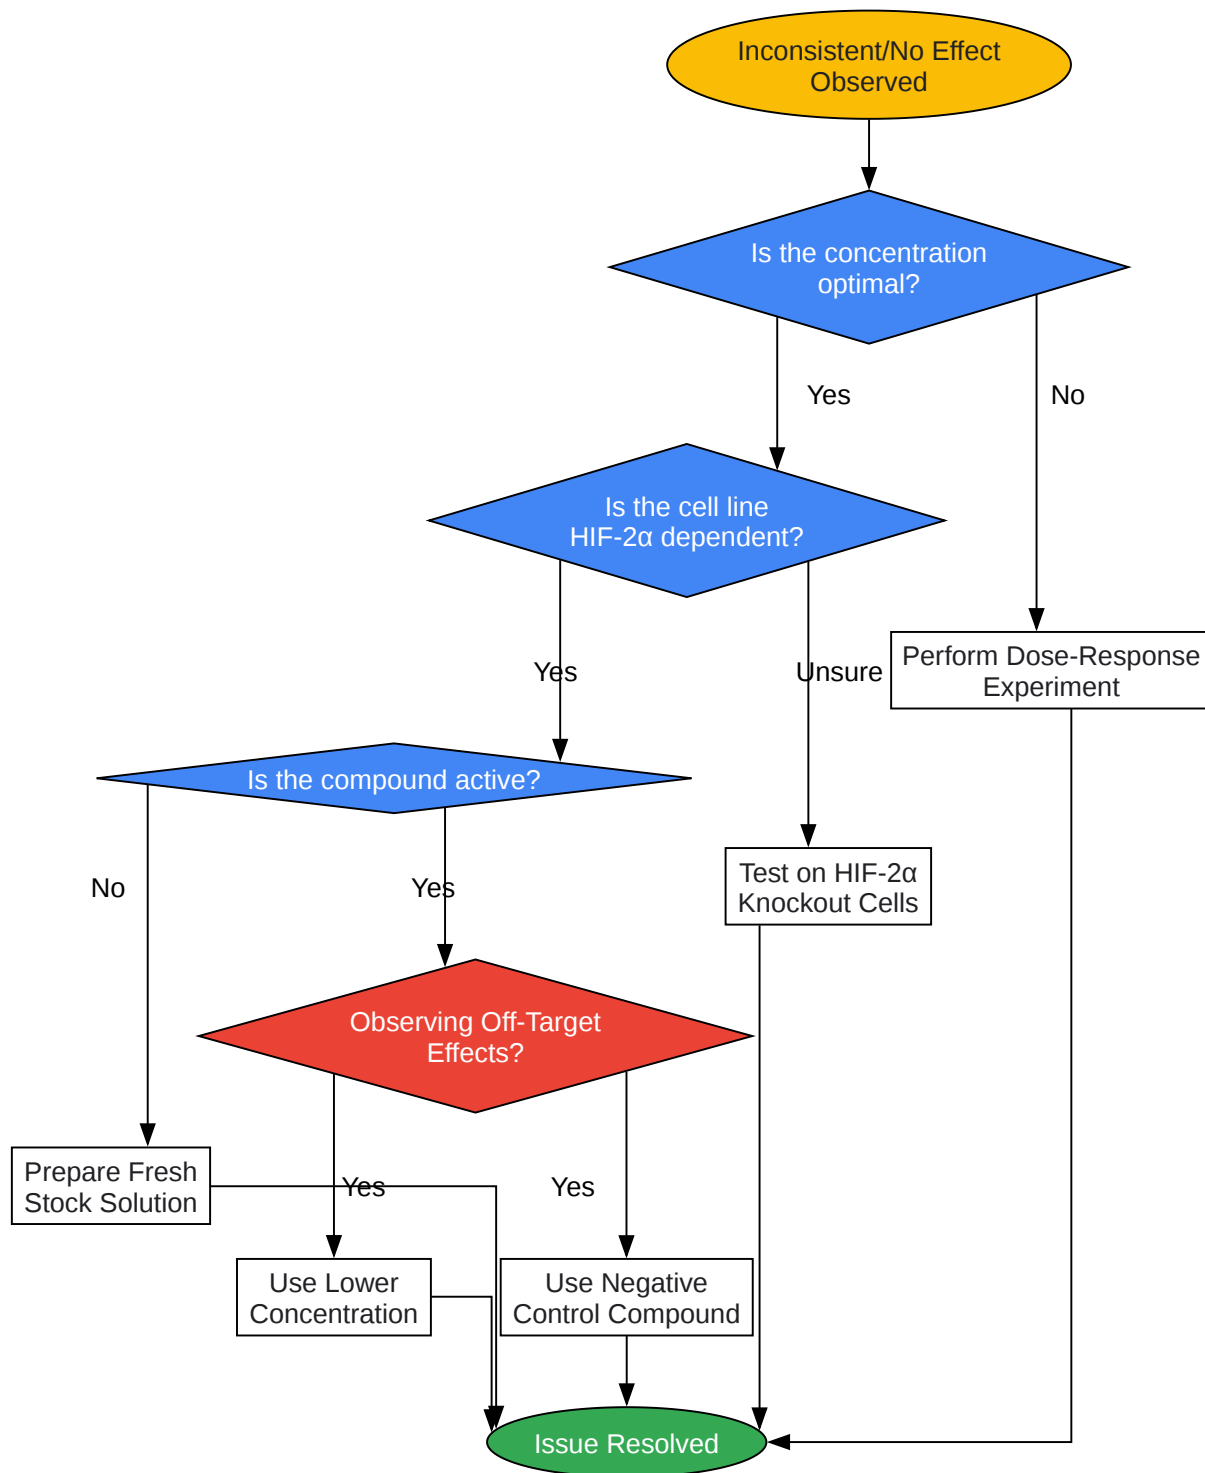 Inconsistent/No Effect
Observed
Is the concentration
optimal?
Yes
No
Is the cell line
HIF-2α dependent?
Yes
Unsure
Perform Dose-Response
Experiment
Is the compound active?
No
Yes
Test on HIF-2α
Knockout Cells
Observing Off-Target
Effects?
Prepare Fresh
Stock Solution
Yes
Yes
Use Lower
Concentration
Use Negative
Control Compound
Issue Resolved